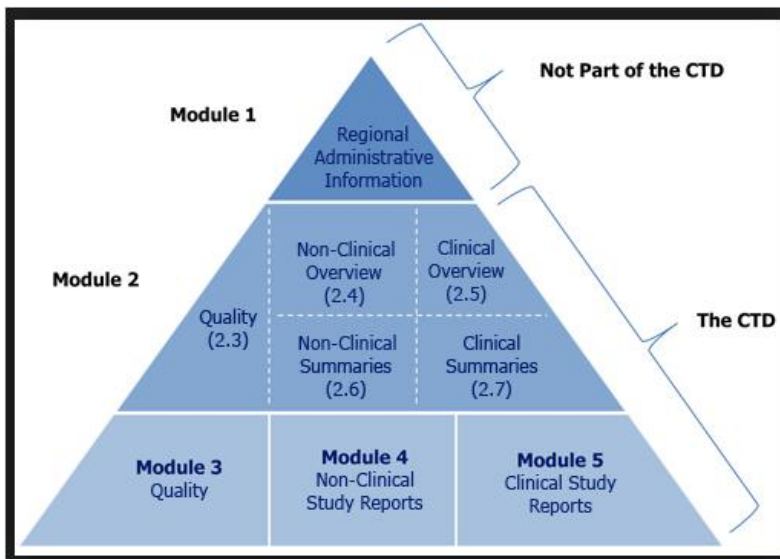 Not Part of the CTD
Module 1
Regional
Administrative
Information
Module 2
Non-Clinical
Overview
(2.4)
Clinical
Overview
(2.5)
Quality
(2.3)
Non-Clinical
Summaries
(2.6)
Clinical
Summaries
(2.7)
The CTD
Module 3
Quality
Module 4
Non-Clinical
Study Reports
Module 5
Clinical Study
Reports